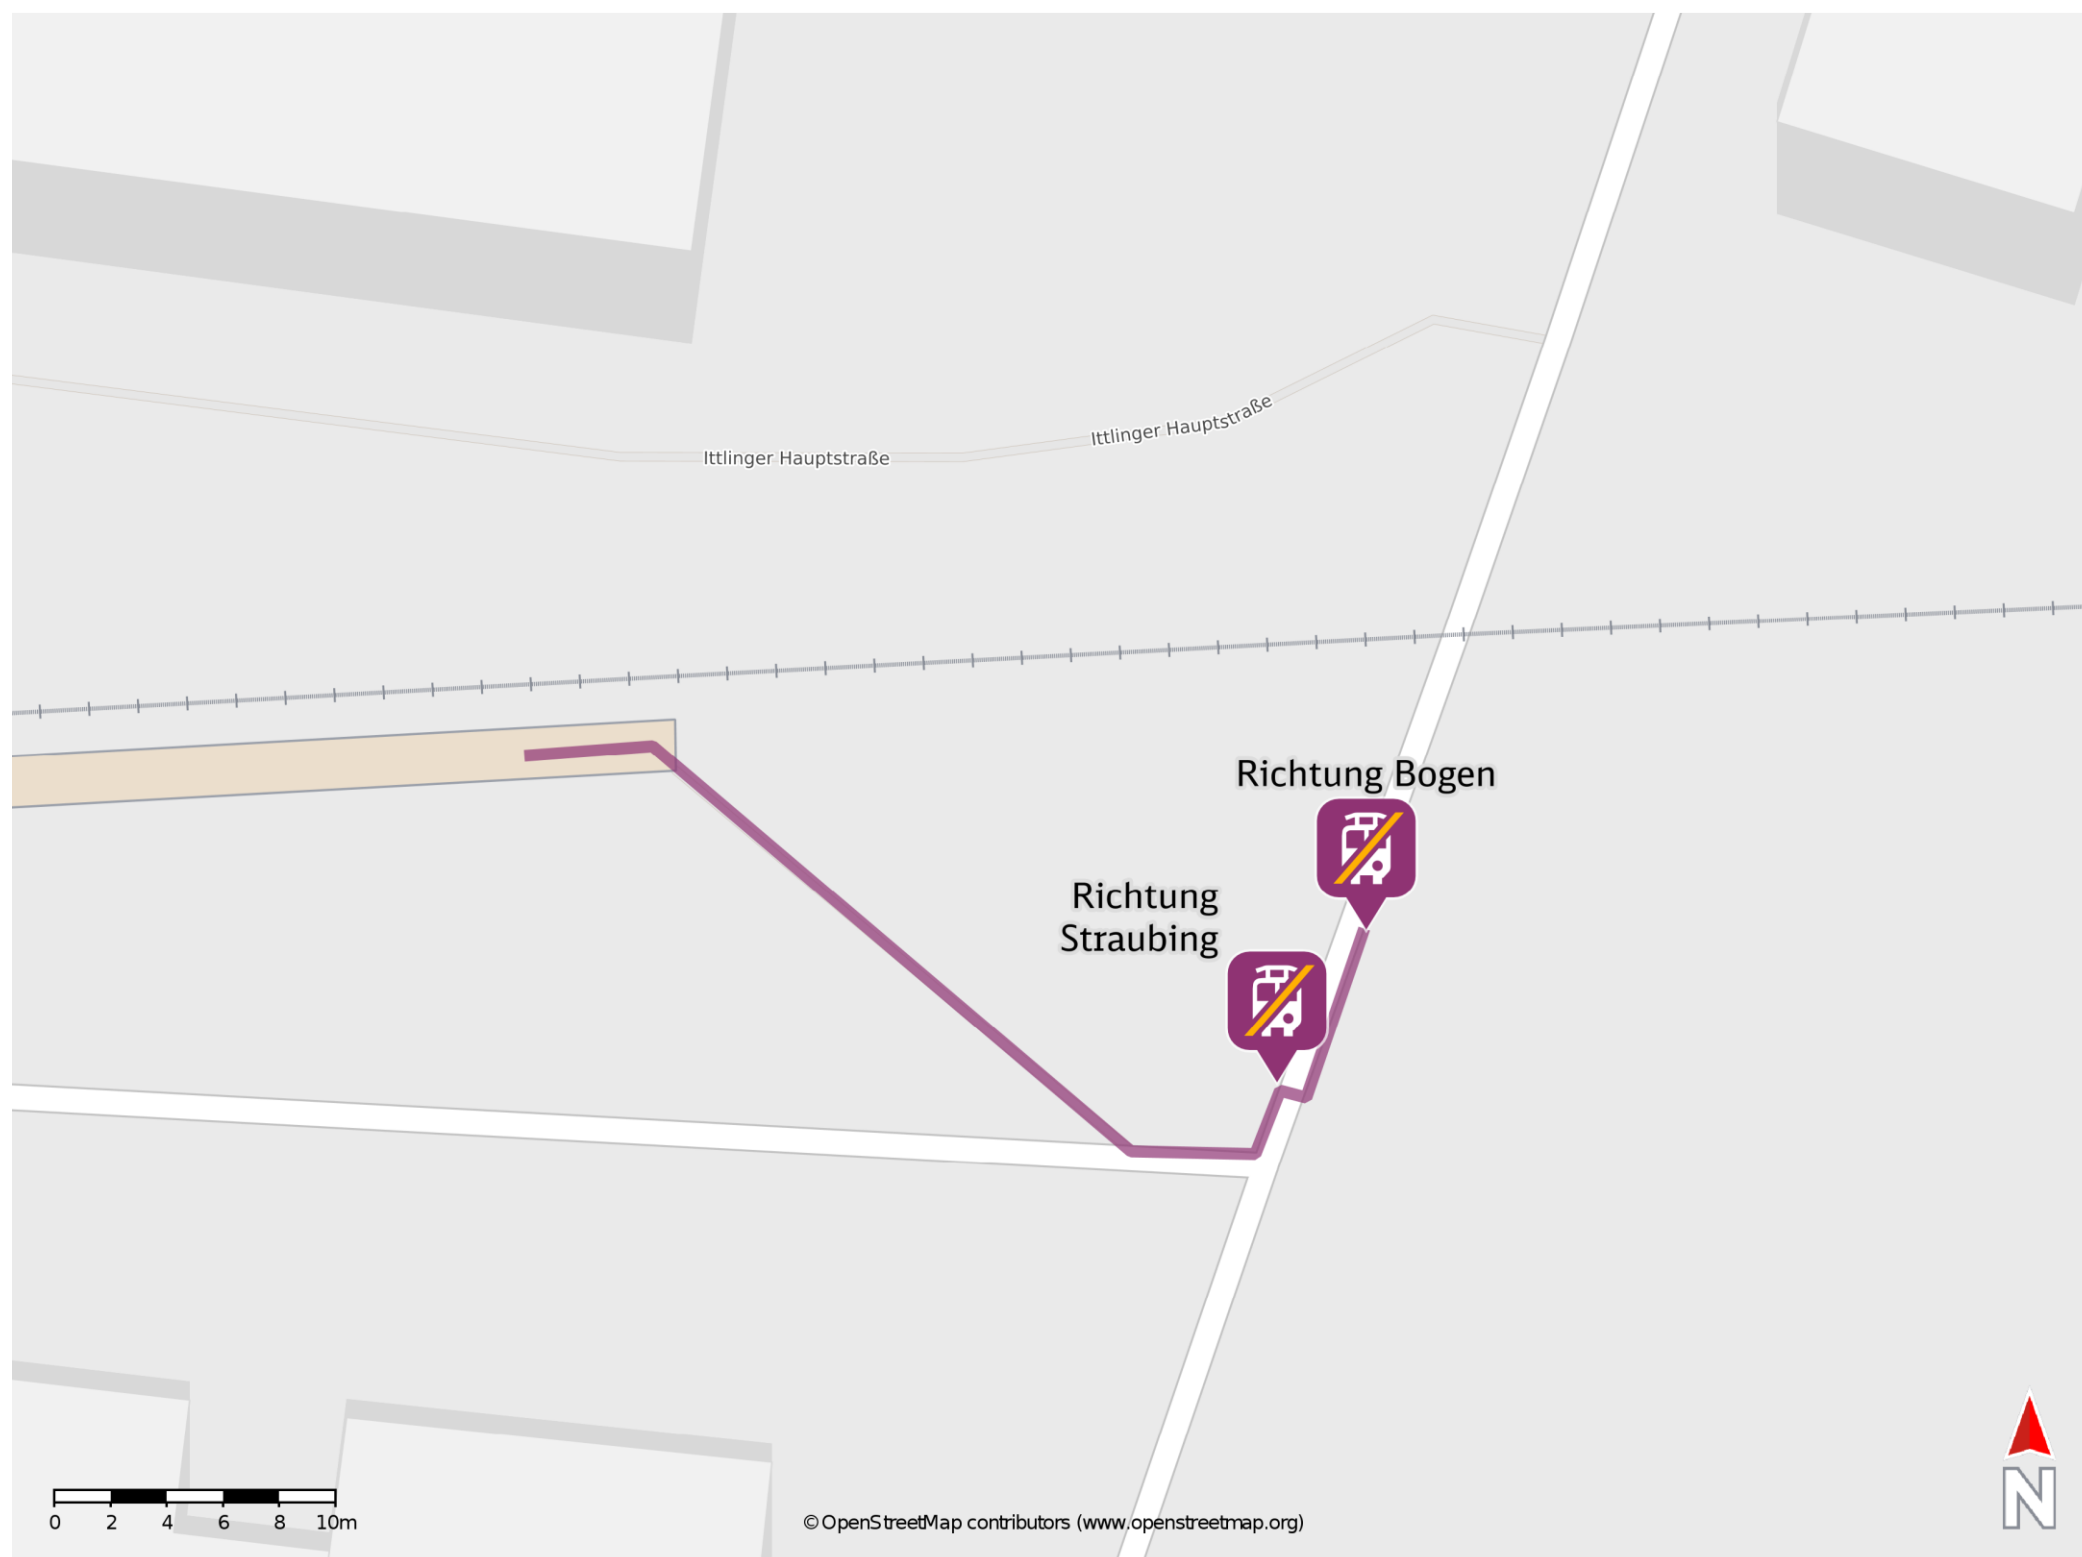 Ittlinger Hauptstraße
Ittlinger Hauptstraße
Richtung Bogen
Richtung
Straubing
0 2 4 6 8 10m
© OpenStreetMap contributors (www.openstreetmap.org)
N